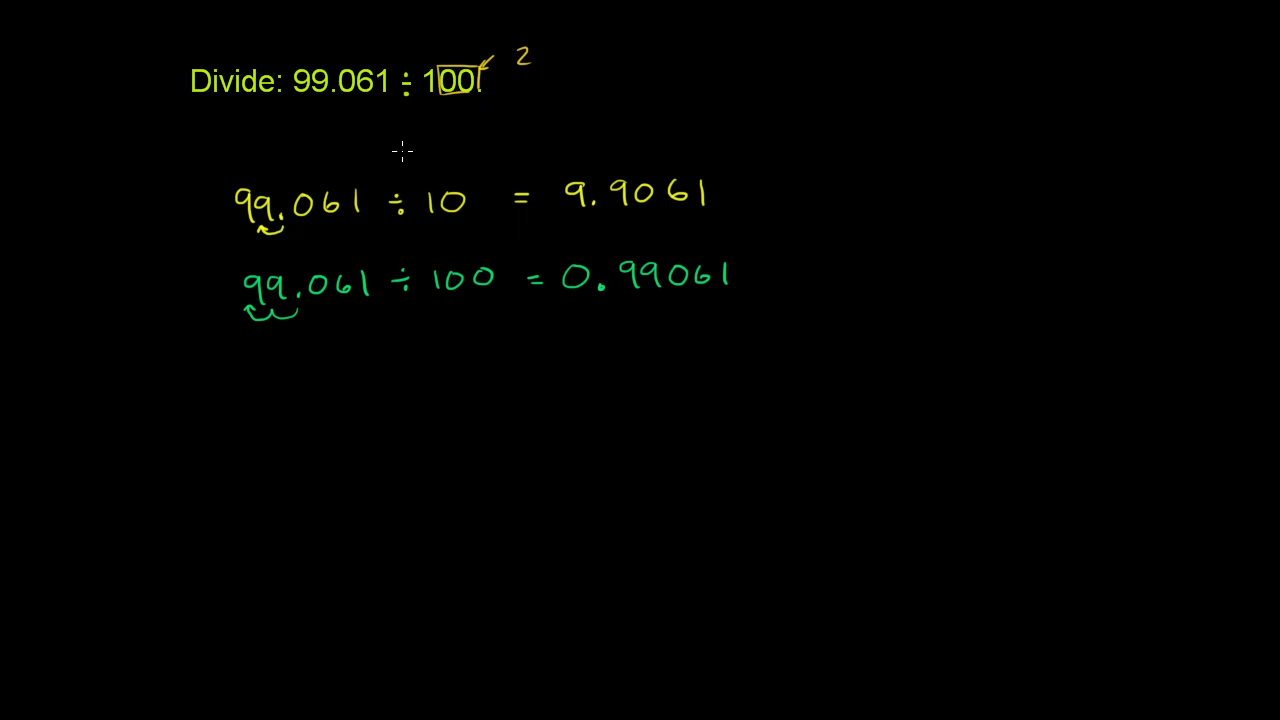 2
Divide: 99.061 ÷ 100.
99.061 ÷ 10 = 9.9061
99.061 ÷ 100 = 0.99061